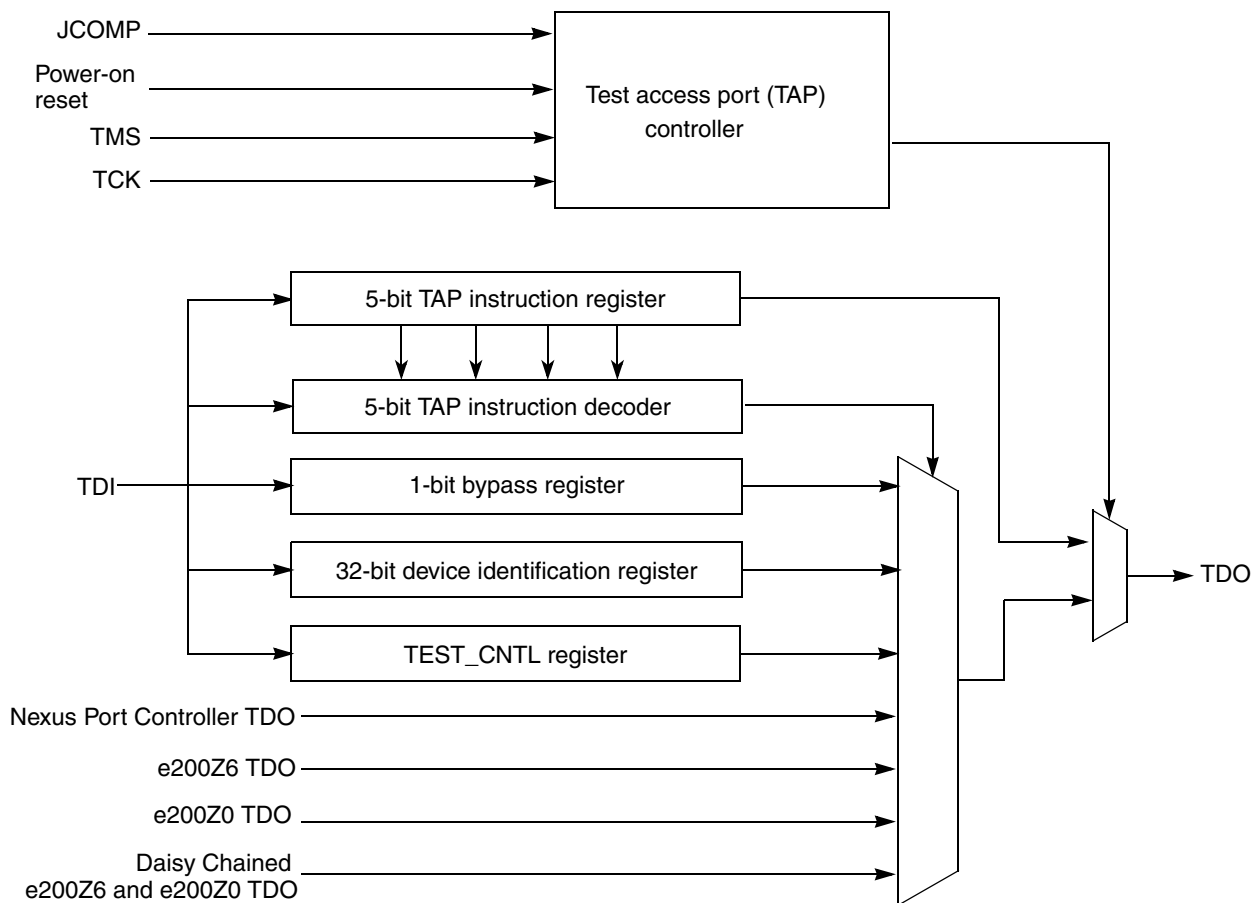 JCOMP
Power-on
reset
TMS
TCK
Test access port (TAP)
controller
5-bit TAP instruction register
5-bit TAP instruction decoder
TDI
1-bit bypass register
32-bit device identification register
TDO
TEST_CNTL register
Nexus Port Controller TDO
e200Z6 TDO
e200Z0 TDO
Daisy Chained
e200Z6 and e200Z0 TDO